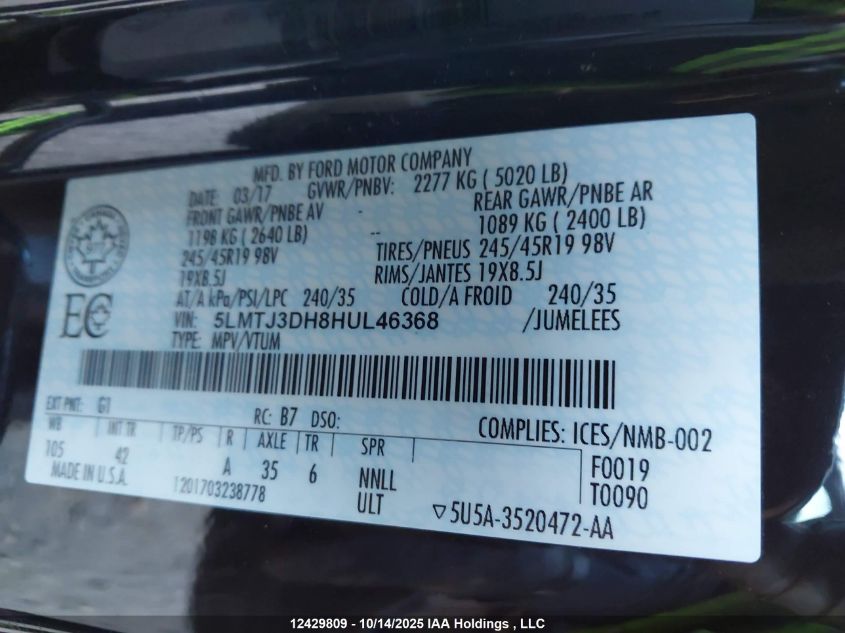 MFD. BY FORD MOTOR COMPANY
DATE: 03/17 GVWR/PNBV: 2277 KG ( 5020 LB)
FRONT GAWR/PNBE AV - REAR GAWR/PNBE AR
1198 KG ( 2640 LB) -- 1089 KG ( 2400 LB)
245/45R19 98V TIRES/PNEUS 245/45R19 98V
19X8.5J RIMS/JANTES 19X8.5J
AT/A kPa/PSI/LPC 240/35 COLD/A FROID 240/35
VIN: 5LMTJ3DH8HUL46368 /JUMELEES
TYPE: MPV/VTUM
EC
EXT PNT: G1 RC: B7 DSO: COMPLIES: ICES/NMB-002
WB INT TR TP/PS R AXLE TR SPR F0019
105 42 A 35 6 NNLL T0090
MADE IN U.S.A. T201703238778 ULT ▽5U5A-3520472-AA
12429809 - 10/14/2025 IAA Holdings , LLC